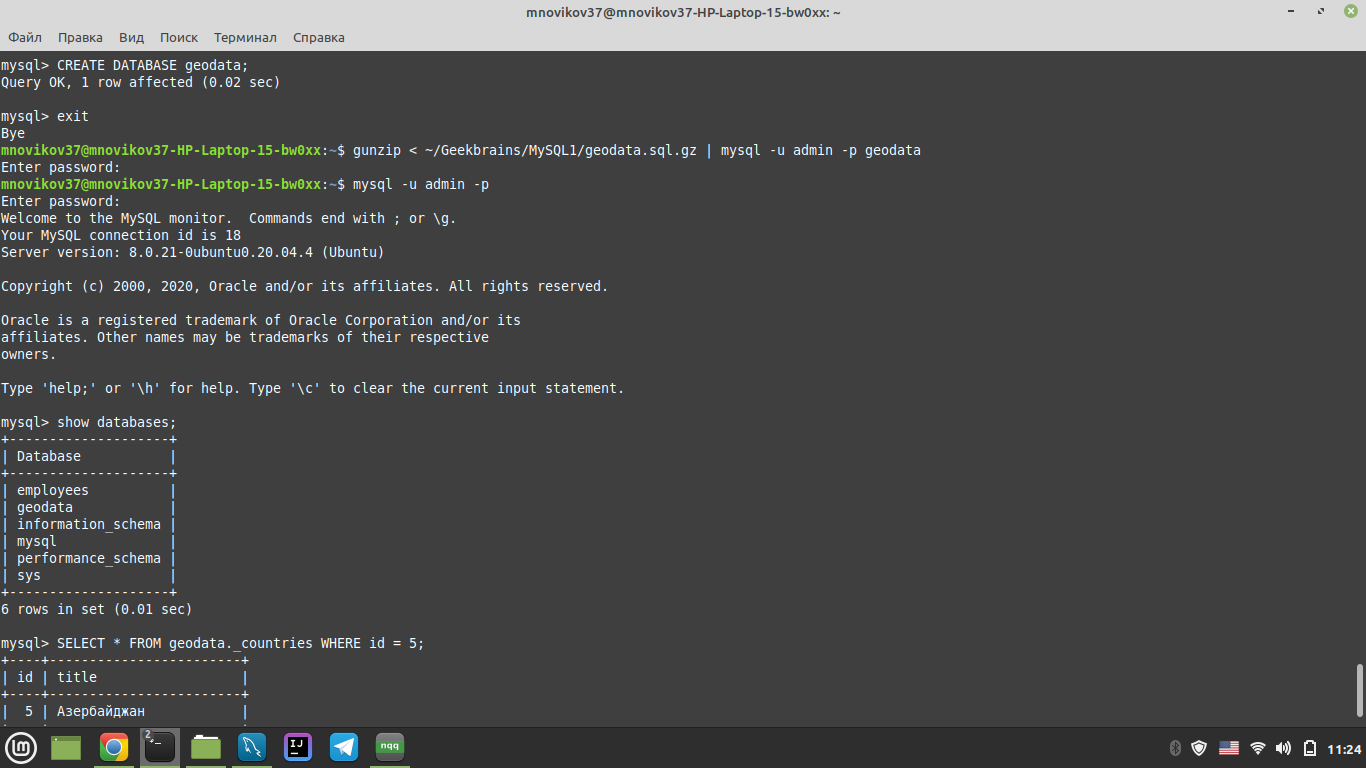 mnovikov37@mnovikov37-HP-Laptop-15-bw0xx: ~
Файл Правка Вид Поиск Терминал Справка
mysql> CREATE DATABASE geodata;
Query OK, 1 row affected (0.02 sec)
mysql> exit
Bye
mnovikov37@mnovikov37-HP-Laptop-15-bw0xx:~$ gunzip < ~/Geekbrains/MySQL1/geodata.sql.gz | mysql -u admin -p geodata
Enter password:
mnovikov37@mnovikov37-HP-Laptop-15-bw0xx:~$ mysql -u admin -p
Enter password:
Welcome to the MySQL monitor.  Commands end with ; or \g.
Your MySQL connection id is 18
Server version: 8.0.21-0ubuntu0.20.04.4 (Ubuntu)
Copyright (c) 2000, 2020, Oracle and/or its affiliates. All rights reserved.
Oracle is a registered trademark of Oracle Corporation and/or its
affiliates. Other names may be trademarks of their respective
owners.
Type 'help;' or '\h' for help. Type '\c' to clear the current input statement.
mysql> show databases;
+--------------------+
| Database           |
+--------------------+
| employees          |
| geodata            |
| information_schema |
| mysql              |
| performance_schema |
| sys                |
+--------------------+
6 rows in set (0.01 sec)
mysql> SELECT * FROM geodata._countries WHERE id = 5;
+----+------------------------+
| id | title                  |
+----+------------------------+
|  5 | Азербайджан            |
2
IJ
nqq
11:24